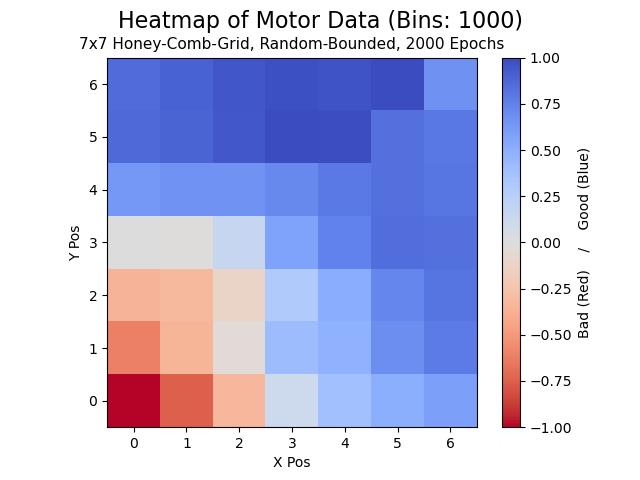 Heatmap of Motor Data (Bins: 1000)
7x7 Honey-Comb-Grid, Random-Bounded, 2000 Epochs
6
5
4
3
2
1
0
Y Pos
0 1 2 3 4 5 6
X Pos
1.00
0.75
0.50
0.25
0.00
−0.25
−0.50
−0.75
−1.00
Bad (Red) / Good (Blue)